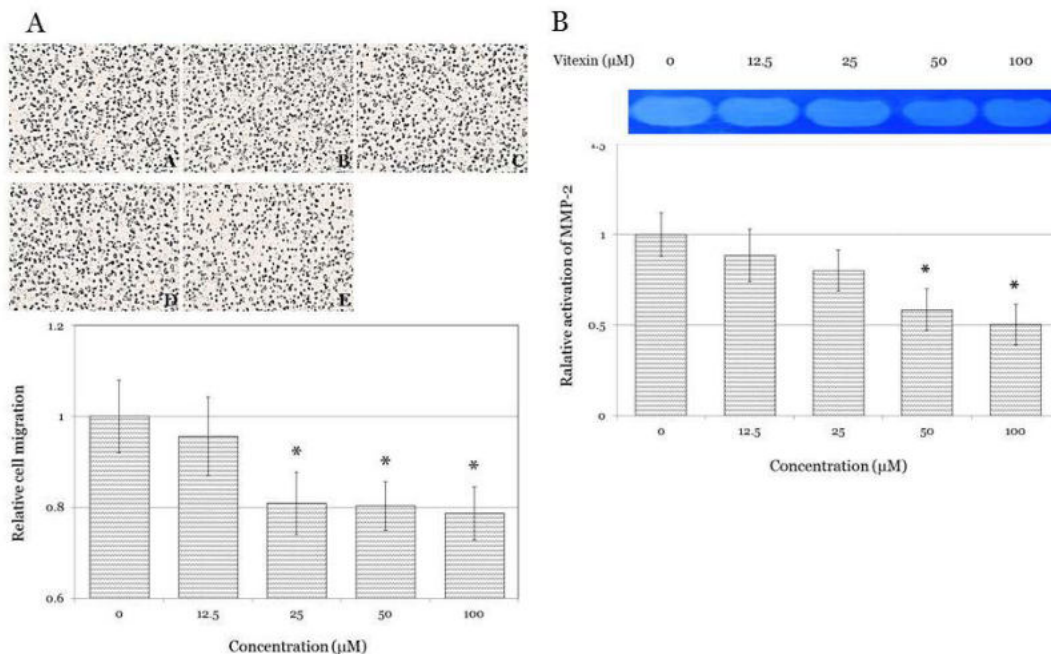 A
A
B
C
D
E
1.2
1
0.8
0.6
Relative cell migration
0 12.5 25 50 100
* * *
Concentration (µM)
B
Vitexin (µM) 0 12.5 25 50 100
1
0.5
0
Ralative activation of MMP-2
* *
0 12.5 25 50 100
Concentration (µM)